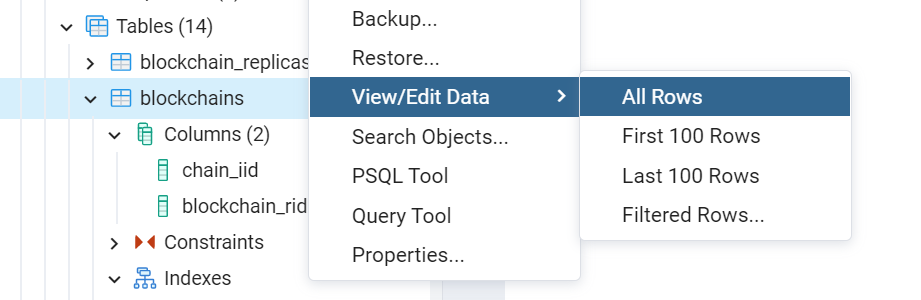 Tables (14)
blockchain_replicas
blockchains
Columns (2)
chain_iid
blockchain_rid
Constraints
Indexes
Backup...
Restore...
View/Edit Data
Search Objects...
PSQL Tool
Query Tool
Properties...
All Rows
First 100 Rows
Last 100 Rows
Filtered Rows...